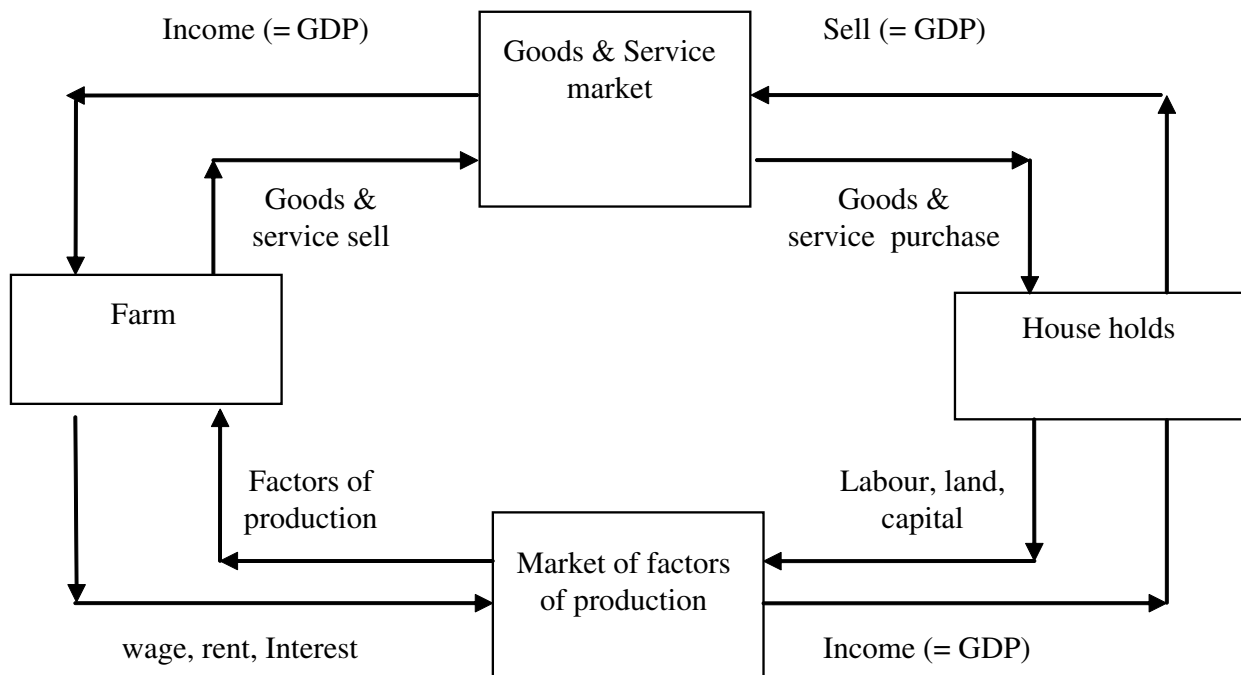 Income (= GDP)
Goods & Service
market
Sell (= GDP)
Goods &
service sell
Goods &
service purchase
Farm
House holds
Factors of
production
Labour, land,
capital
Market of factors
of production
wage, rent, Interest
Income (= GDP)